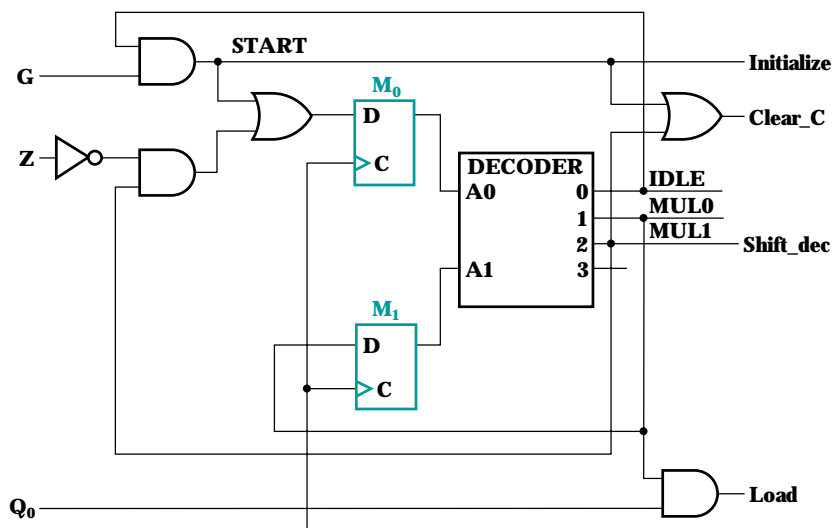 START
Initialize
G
M₀
D
Clear_C
Z
C
DECODER
0
IDLE
A0
1
MUL0
MUL1
2
Shift_dec
A1
3
M₁
D
C
Load
Q₀